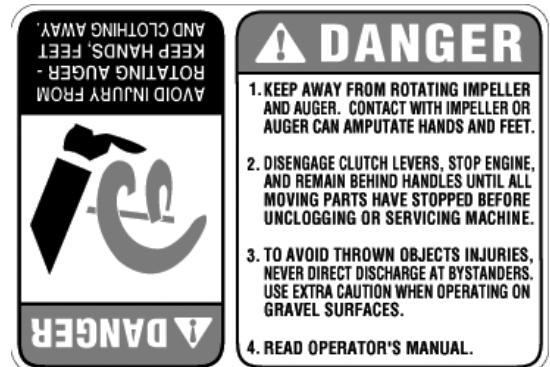 DANGER
AVOID INJURY FROM
ROTATING AUGER -
KEEP HANDS, FEET
AND CLOTHING AWAY.
DANGER
1. KEEP AWAY FROM ROTATING IMPELLER
AND AUGER. CONTACT WITH IMPELLER OR
AUGER CAN AMPUTATE HANDS AND FEET.
2. DISENGAGE CLUTCH LEVERS, STOP ENGINE,
AND REMAIN BEHIND HANDLES UNTIL ALL
MOVING PARTS HAVE STOPPED BEFORE
UNCLOGGING OR SERVICING MACHINE.
3. TO AVOID THROWN OBJECTS INJURIES,
NEVER DIRECT DISCHARGE AT BYSTANDERS.
USE EXTRA CAUTION WHEN OPERATING ON
GRAVEL SURFACES.
4. READ OPERATOR'S MANUAL.